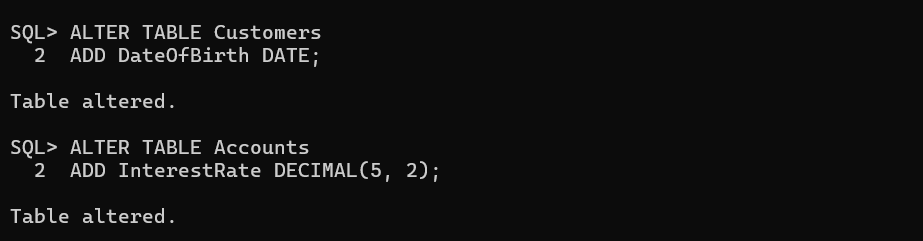 SQL> ALTER TABLE Customers
  2  ADD DateOfBirth DATE;
Table altered.
SQL> ALTER TABLE Accounts
  2  ADD InterestRate DECIMAL(5, 2);
Table altered.